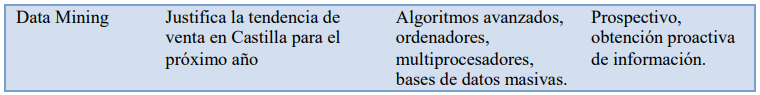 Data Mining
Justifica la tendencia de
venta en Castilla para el
próximo año
Algoritmos avanzados,
ordenadores,
multiprocesadores,
bases de datos masivas.
Prospectivo,
obtención proactiva
de información.